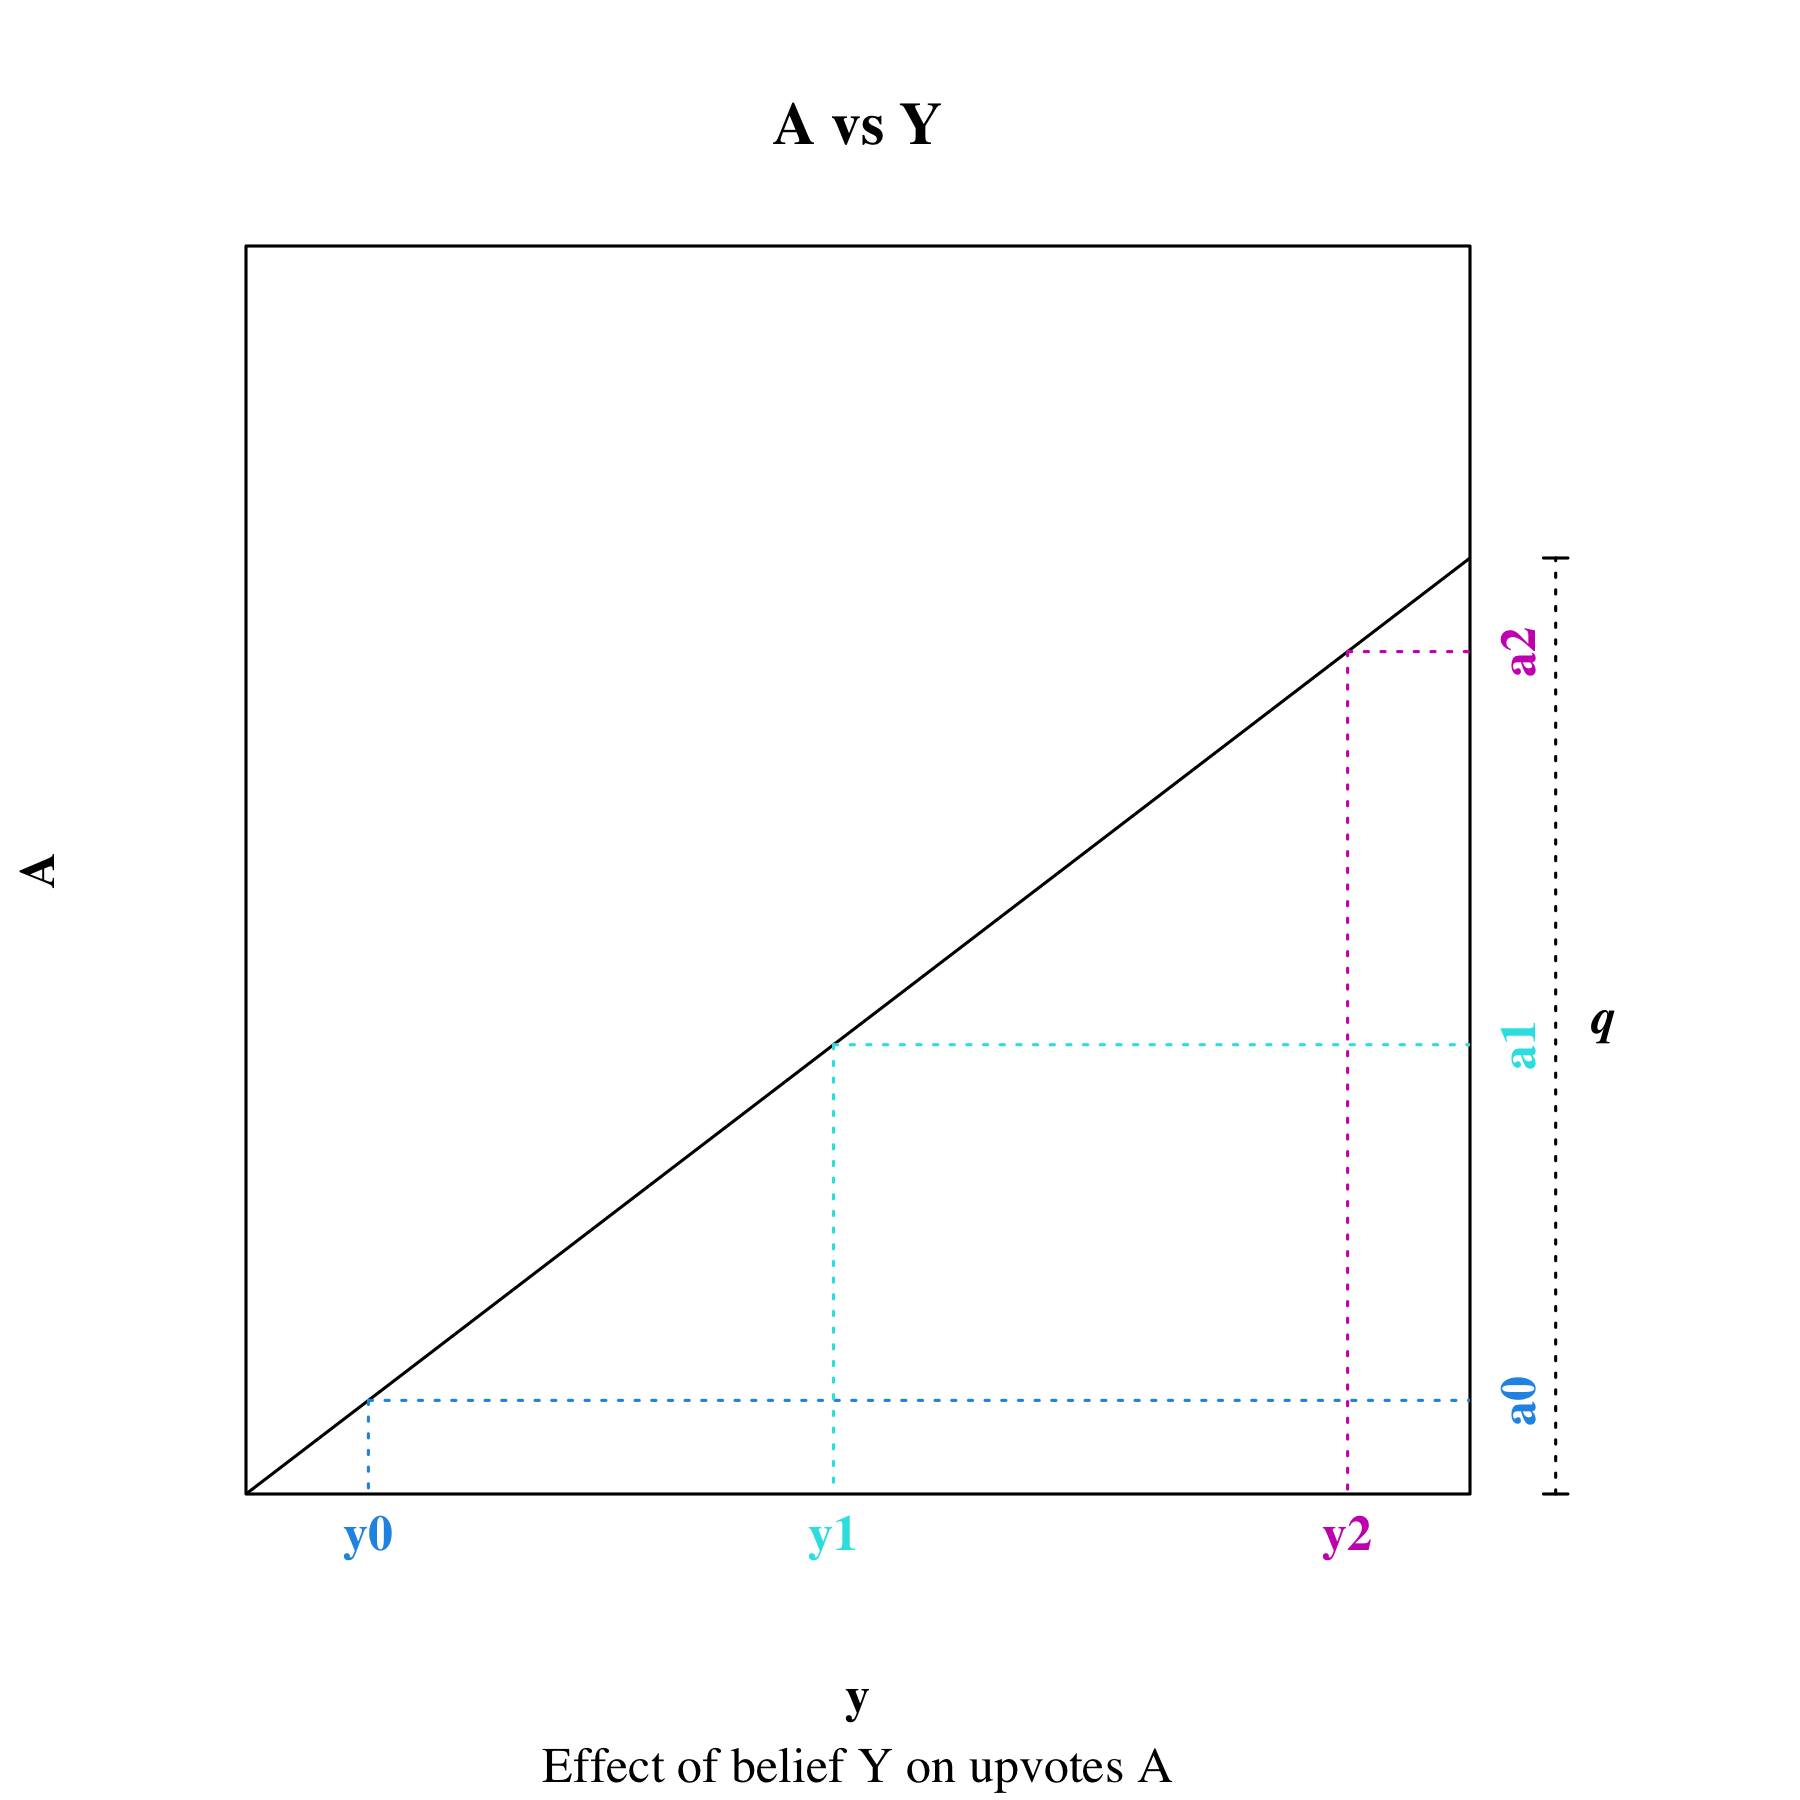 A vs Y
A
a2
a1
q
a0
y0 y1 y2
y
Effect of belief Y on upvotes A